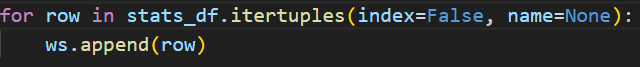 for row in stats_df.itertuples(index=False, name=None):
    ws.append(row)